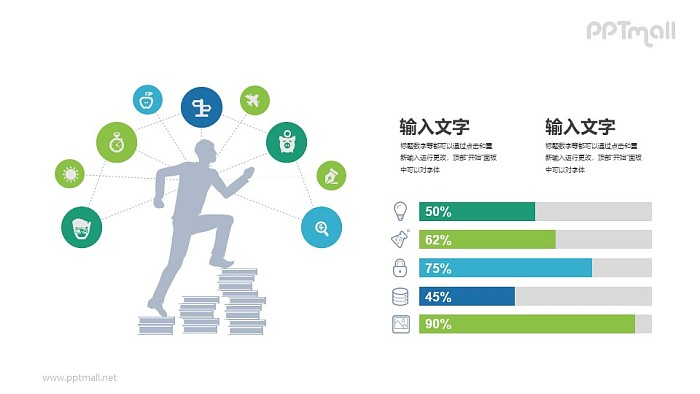 PPTmall
输入文字
标题数字等都可以通过点击和重
新输入进行更改，顶部"开始"面板
中可以对字体
输入文字
标题数字等都可以通过点击和重
新输入进行更改，顶部"开始"面板
中可以对字体
50%
62%
75%
45%
90%
www.pptmall.net